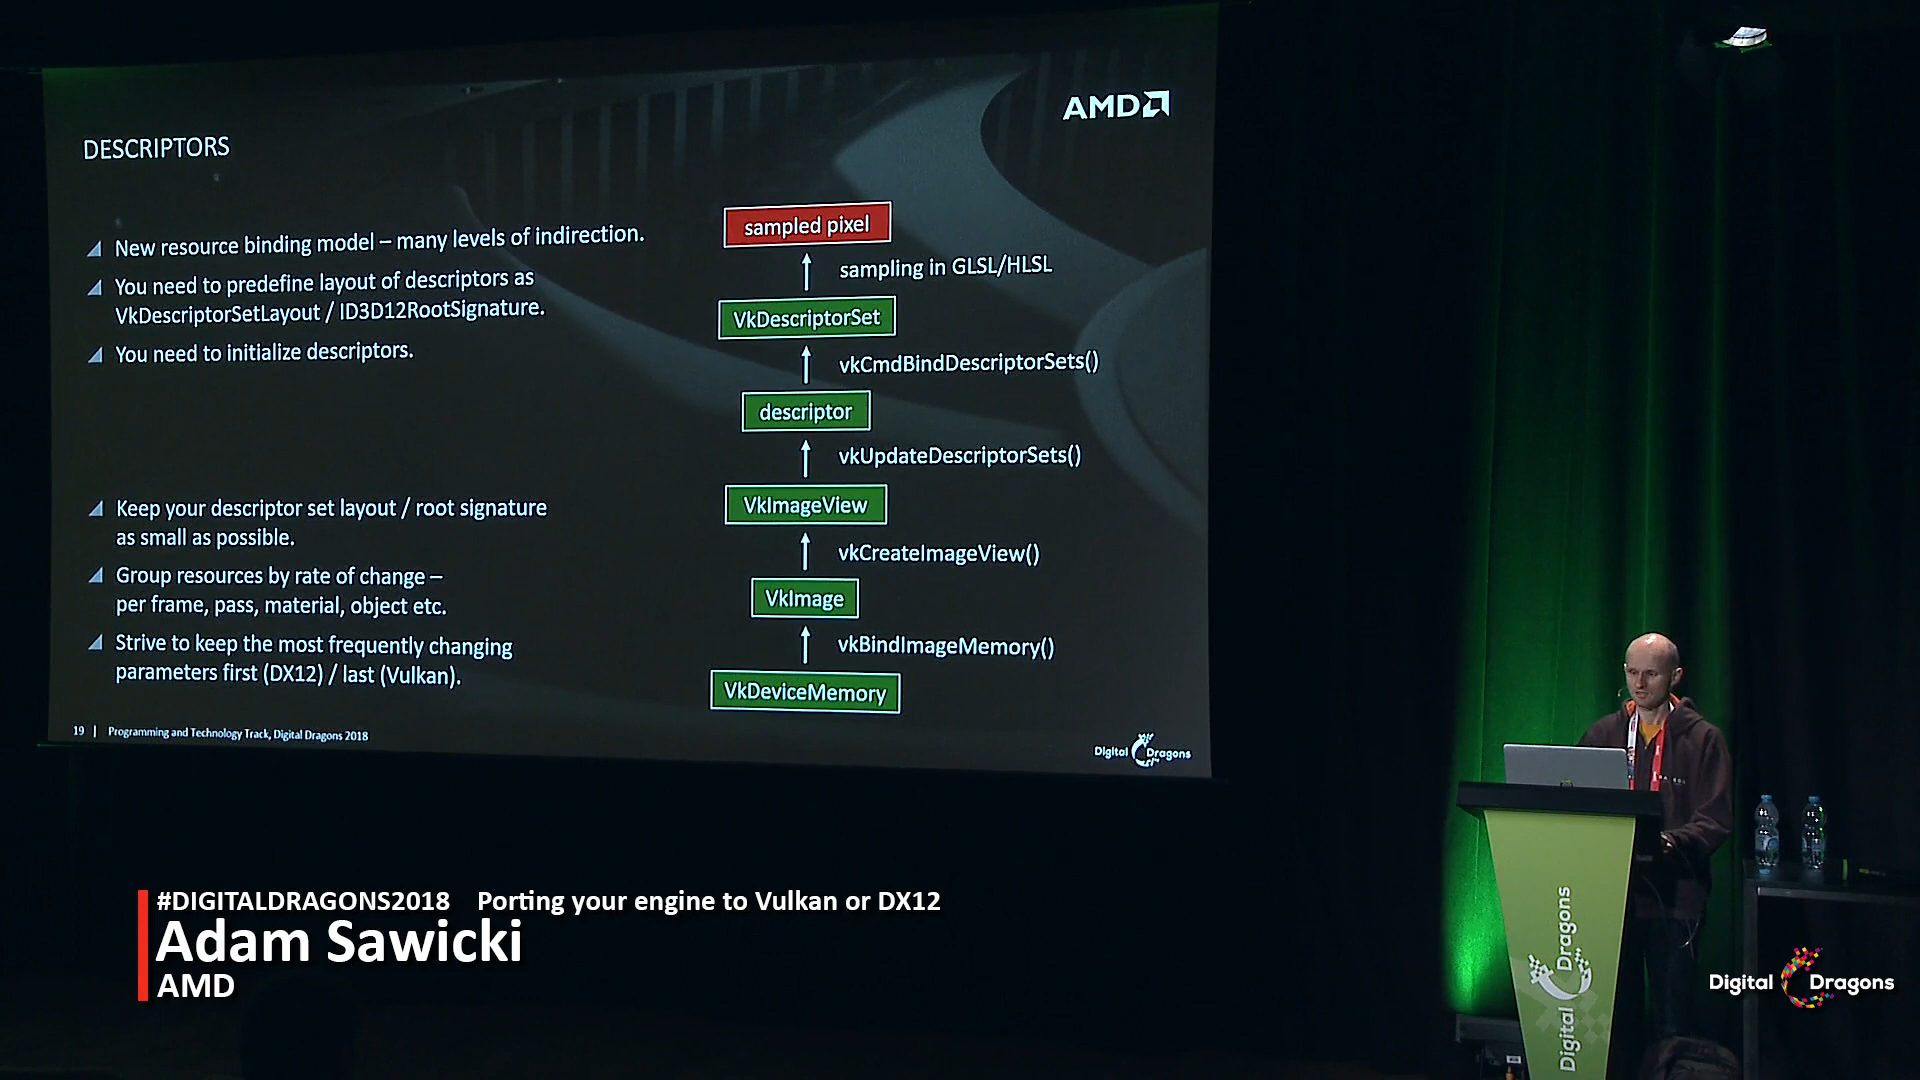 AMD
DESCRIPTORS
New resource binding model – many levels of indirection.
You need to predefine layout of descriptors as
VkDescriptorSetLayout / ID3D12RootSignature.
You need to initialize descriptors.
Keep your descriptor set layout / root signature
as small as possible.
Group resources by rate of change –
per frame, pass, material, object etc.
Strive to keep the most frequently changing
parameters first (DX12) / last (Vulkan).
sampled pixel
sampling in GLSL/HLSL
VkDescriptorSet
vkCmdBindDescriptorSets()
descriptor
vkUpdateDescriptorSets()
VkImageView
vkCreateImageView()
VkImage
vkBindImageMemory()
VkDeviceMemory
19 | Programming and Technology Track, Digital Dragons 2018
Digital Dragons
#DIGITALDRAGONS2018 Porting your engine to Vulkan or DX12
Adam Sawicki
AMD
Digital Dragons
Digital Dragons